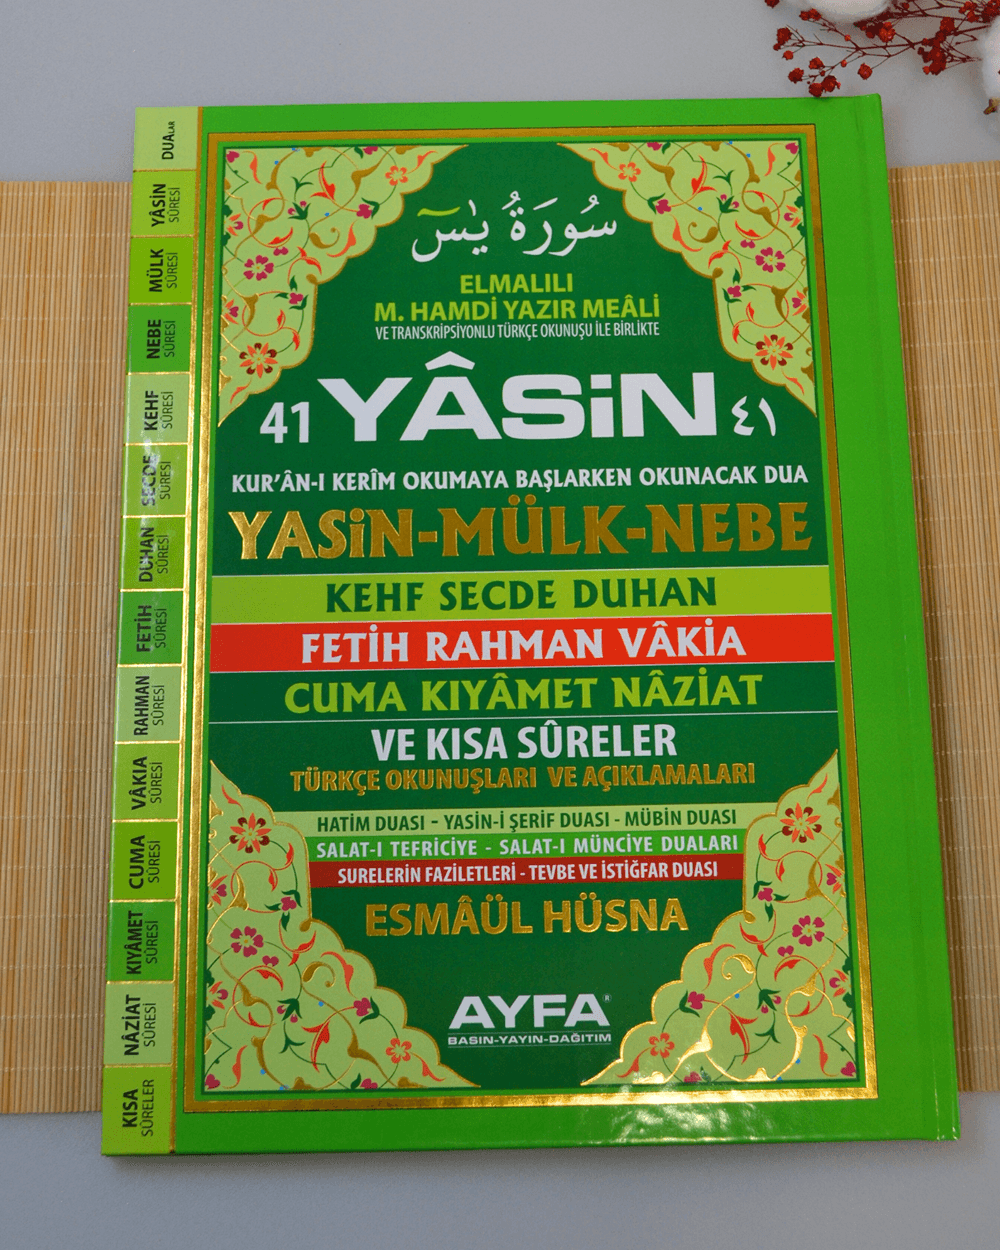 DUALAR
YÂSİN
SÛRESİ
MÜLK
SÛRESİ
NEBE
SÛRESİ
KEHF
SÛRESİ
SECDE
SÛRESİ
DUHAN
SÛRESİ
FETİH
SÛRESİ
RAHMAN
SÛRESİ
VÂKIA
SÛRESİ
CUMA
SÛRESİ
KIYÂMET
SÛRESİ
NÂZİAT
SÛRESİ
KISA
SÛRELER
سُورَةُ يٰسٓ
ELMALILI
M. HAMDİ YAZIR MEÂLİ
VE TRANSKRİPSİYONLU TÜRKÇE OKUNUŞU İLE BİRLİKTE
41 YÂSiN ٤١
KUR'ÂN-I KERÎM OKUMAYA BAŞLARKEN OKUNACAK DUA
YASiN-MÜLK-NEBE
KEHF SECDE DUHAN
FETİH RAHMAN VÂKİA
CUMA KIYÂMET NÂZİAT
VE KISA SÛRELER
TÜRKÇE OKUNUŞLARI VE AÇIKLAMALARI
HATİM DUASI - YASİN-İ ŞERİF DUASI - MÜBİN DUASI
SALAT-I TEFRİCİYE - SALAT-I MÜNCİYE DUALARI
SURELERİN FAZİLETLERİ - TEVBE VE İSTİĞFAR DUASI
ESMÂÜL HÜSNA
AYFA®
BASIN-YAYIN-DAĞITIM